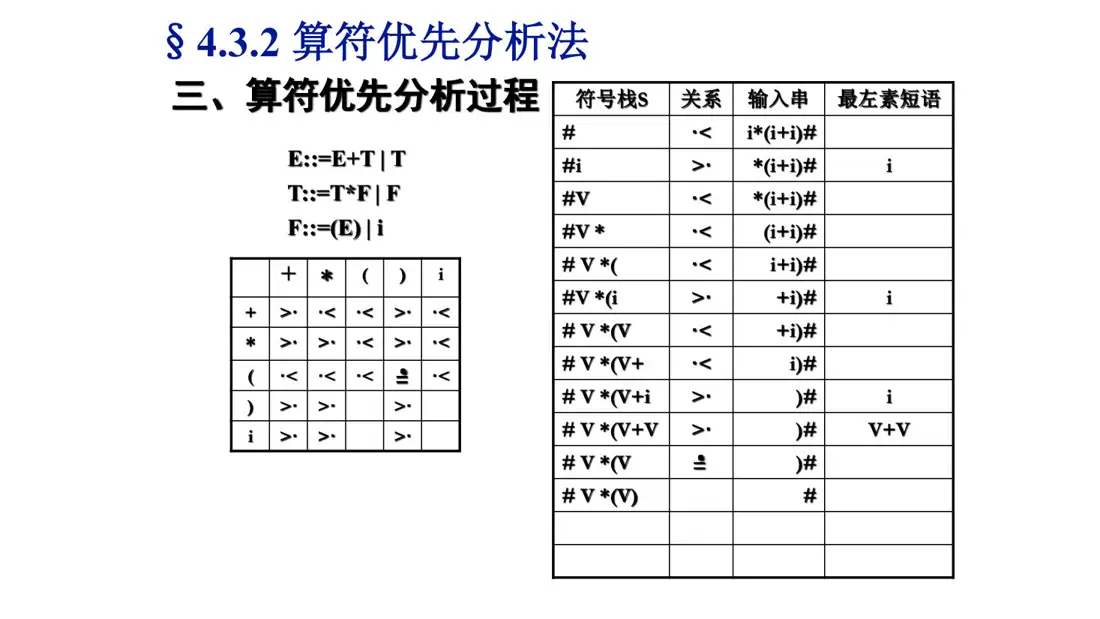 § 4.3.2 算符优先分析法
三、算符优先分析过程
E::=E+T | T
T::=T*F | F
F::=(E) | i
+ * ( ) i
+ >· ·< ·< >· ·<
* >· >· ·< >· ·<
( ·< ·< ·< ≗ ·<
) >· >· >·
i >· >· >·
符号栈S 关系 输入串 最左素短语
# ·< i*(i+i)#
#i >· *(i+i)# i
#V ·< *(i+i)#
#V * ·< (i+i)#
# V *( ·< i+i)#
#V *(i >· +i)# i
# V *(V ·< +i)#
# V *(V+ ·< i)#
# V *(V+i >· )# i
# V *(V+V >· )# V+V
# V *(V ≗ )#
# V *(V) #